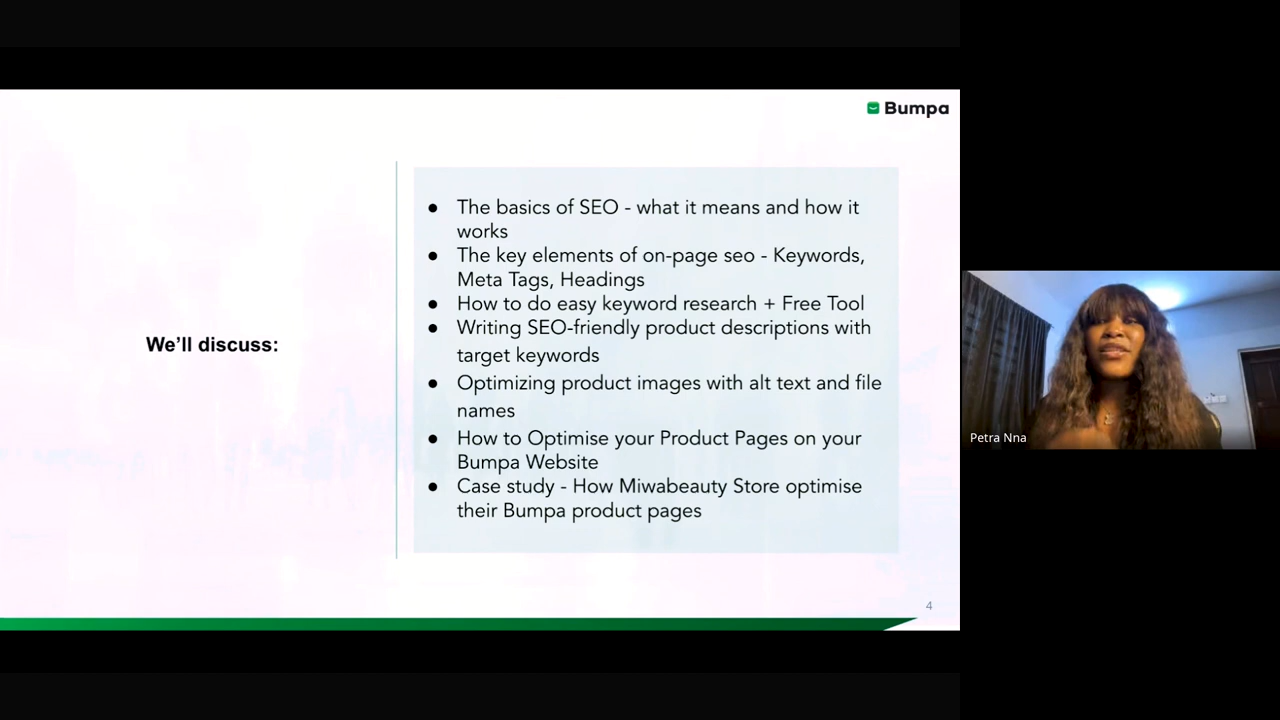 Bumpa
We'll discuss:
● The basics of SEO - what it means and how it
works
● The key elements of on-page seo - Keywords,
Meta Tags, Headings
● How to do easy keyword research + Free Tool
● Writing SEO-friendly product descriptions with
target keywords
● Optimizing product images with alt text and file
names
● How to Optimise your Product Pages on your
Bumpa Website
● Case study - How Miwabeauty Store optimise
their Bumpa product pages
4
Petra Nna